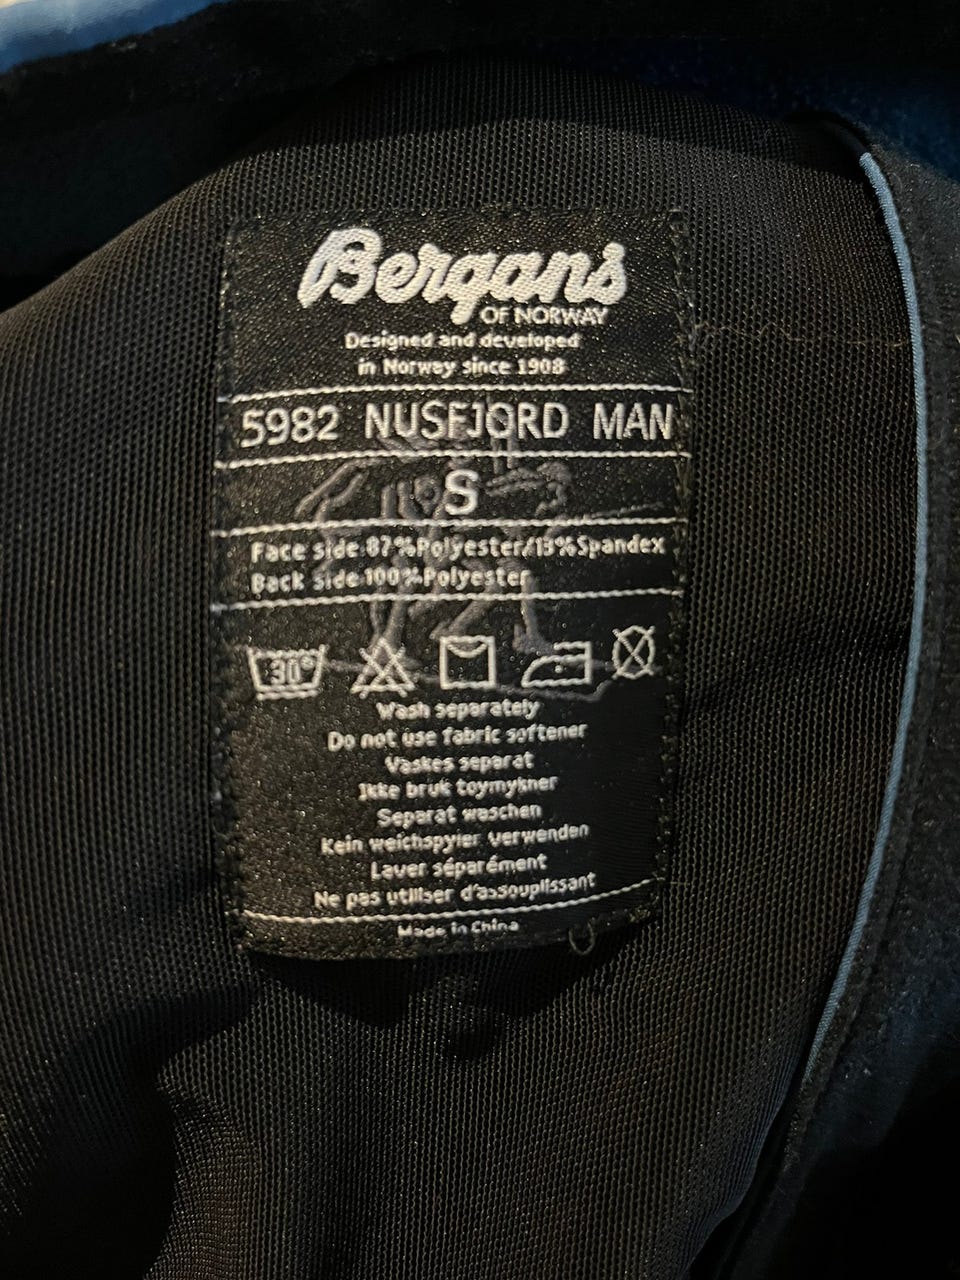 Bergans
OF NORWAY
Designed and developed
in Norway since 1908
5982 NUSFJORD MAN
S
Face side:87%Polyester/13%Spandex
Back side:100%Polyester
30°
Wash separately
Do not use fabric softener
Vaskes separat
Ikke bruk toymykner
Separat waschen
Kein weichspyler verwenden
Laver séparément
Ne pas utiliser d'assouplissant
Made in China